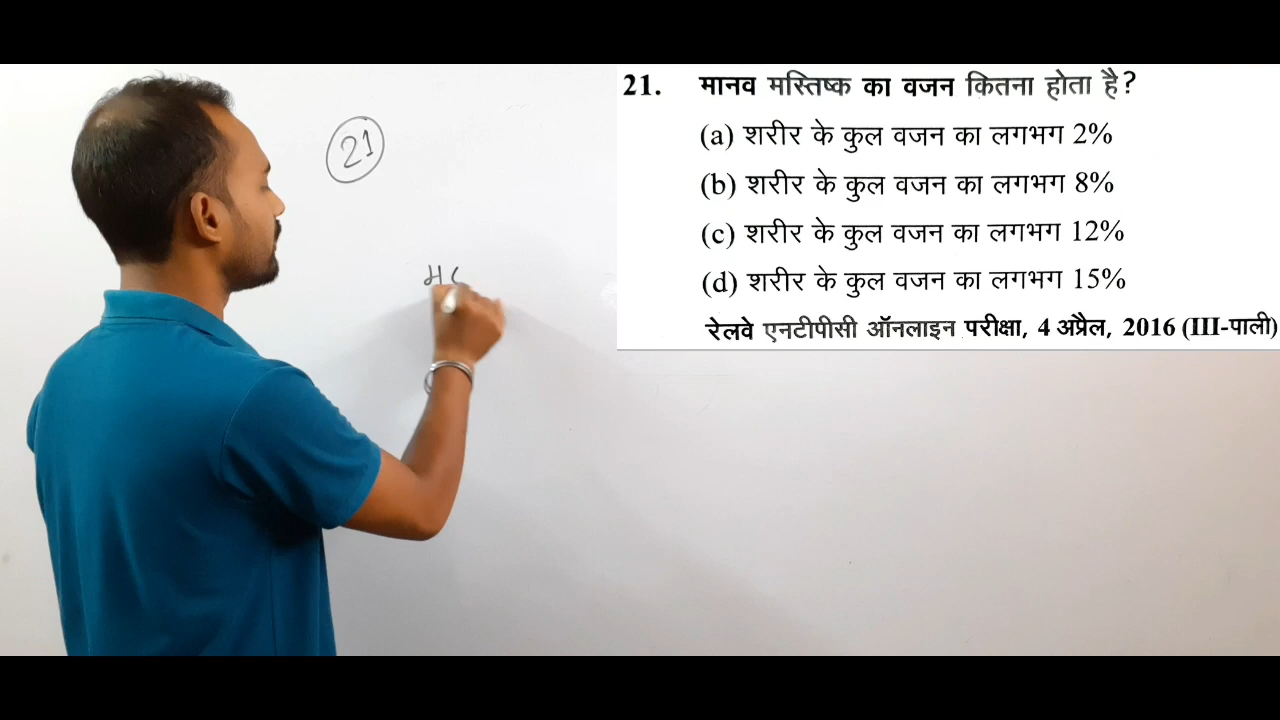 21
21. मानव मस्तिष्क का वजन कितना होता है?
(a) शरीर के कुल वजन का लगभग 2%
(b) शरीर के कुल वजन का लगभग 8%
(c) शरीर के कुल वजन का लगभग 12%
(d) शरीर के कुल वजन का लगभग 15%
रेलवे एनटीपीसी ऑनलाइन परीक्षा, 4 अप्रैल, 2016 (III-पाली)